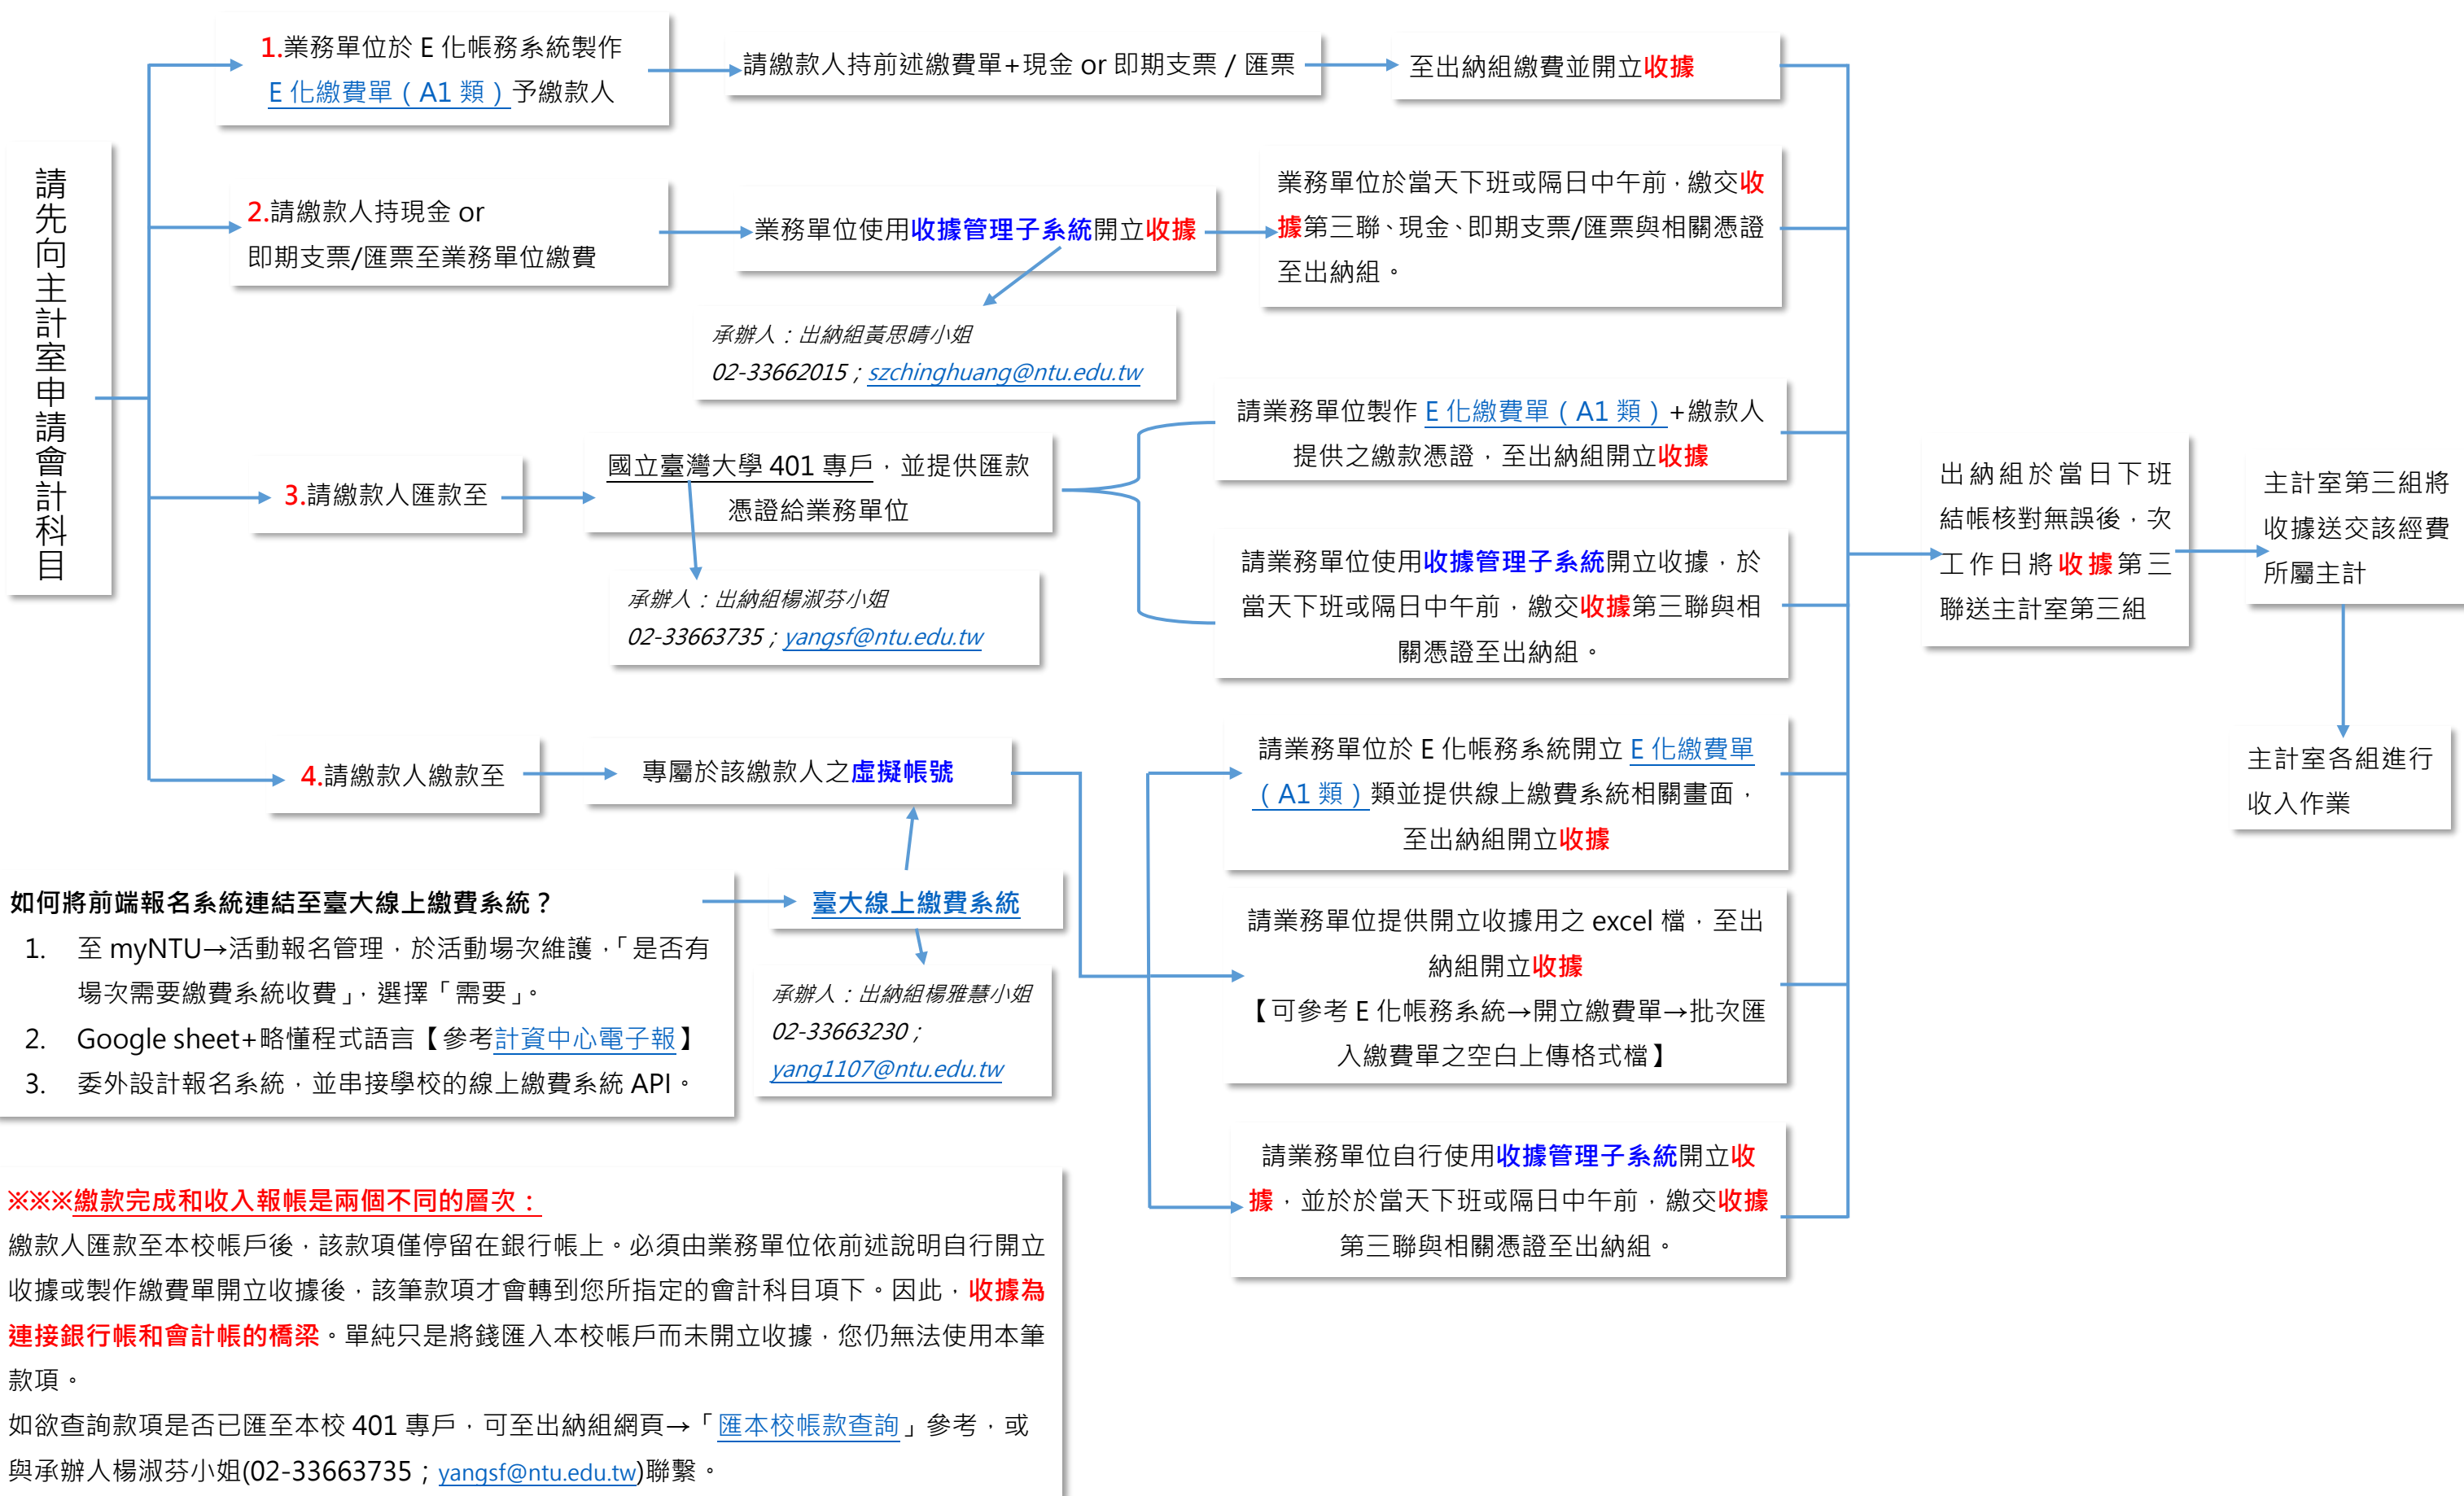 請先向主計室申請會計科目
1.業務單位於 E 化帳務系統製作
E 化繳費單（A1 類）予繳款人
請繳款人持前述繳費單+現金 or 即期支票 / 匯票
至出納組繳費並開立收據
2.請繳款人持現金 or
即期支票/匯票至業務單位繳費
業務單位使用收據管理子系統開立收據
業務單位於當天下班或隔日中午前，繳交收
據第三聯、現金、即期支票/匯票與相關憑證
至出納組。
承辦人：出納組黃思晴小姐
02-33662015；szchinghuang@ntu.edu.tw
3.請繳款人匯款至
國立臺灣大學 401 專戶，並提供匯款
憑證給業務單位
承辦人：出納組楊淑芬小姐
02-33663735；yangsf@ntu.edu.tw
請業務單位製作 E 化繳費單（A1 類）+繳款人
提供之繳款憑證，至出納組開立收據
請業務單位使用收據管理子系統開立收據，於
當天下班或隔日中午前，繳交收據第三聯與相
關憑證至出納組。
4.請繳款人繳款至
專屬於該繳款人之虛擬帳號
請業務單位於 E 化帳務系統開立 E 化繳費單
（A1 類）類並提供線上繳費系統相關畫面，
至出納組開立收據
請業務單位提供開立收據用之 excel 檔，至出
納組開立收據
【可參考 E 化帳務系統→開立繳費單→批次匯
入繳費單之空白上傳格式檔】
請業務單位自行使用收據管理子系統開立收
據，並於於當天下班或隔日中午前，繳交收據
第三聯與相關憑證至出納組。
出納組於當日下班
結帳核對無誤後，次
工作日將收據第三
聯送主計室第三組
主計室第三組將
收據送交該經費
所屬主計
主計室各組進行
收入作業
如何將前端報名系統連結至臺大線上繳費系統？
1. 至 myNTU→活動報名管理，於活動場次維護，「是否有
場次需要繳費系統收費」，選擇「需要」。
2. Google sheet+略懂程式語言【參考計資中心電子報】
3. 委外設計報名系統，並串接學校的線上繳費系統 API。
臺大線上繳費系統
承辦人：出納組楊雅慧小姐
02-33663230；
yang1107@ntu.edu.tw
※※※繳款完成和收入報帳是兩個不同的層次：
繳款人匯款至本校帳戶後，該款項僅停留在銀行帳上。必須由業務單位依前述說明自行開立
收據或製作繳費單開立收據後，該筆款項才會轉到您所指定的會計科目項下。因此，收據為
連接銀行帳和會計帳的橋梁。單純只是將錢匯入本校帳戶而未開立收據，您仍無法使用本筆
款項。
如欲查詢款項是否已匯至本校 401 專戶，可至出納組網頁→「匯本校帳款查詢」參考，或
與承辦人楊淑芬小姐(02-33663735；yangsf@ntu.edu.tw)聯繫。